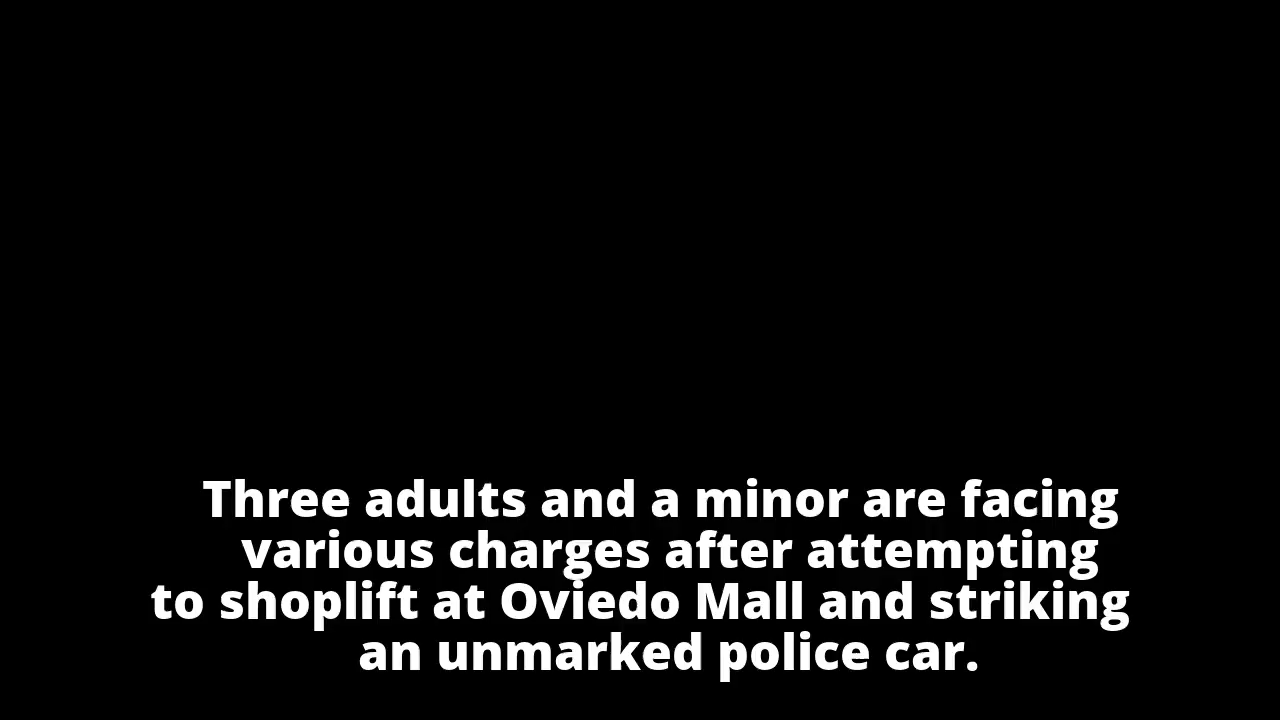 Three adults and a minor are facing
various charges after attempting
to shoplift at Oviedo Mall and striking
an unmarked police car.